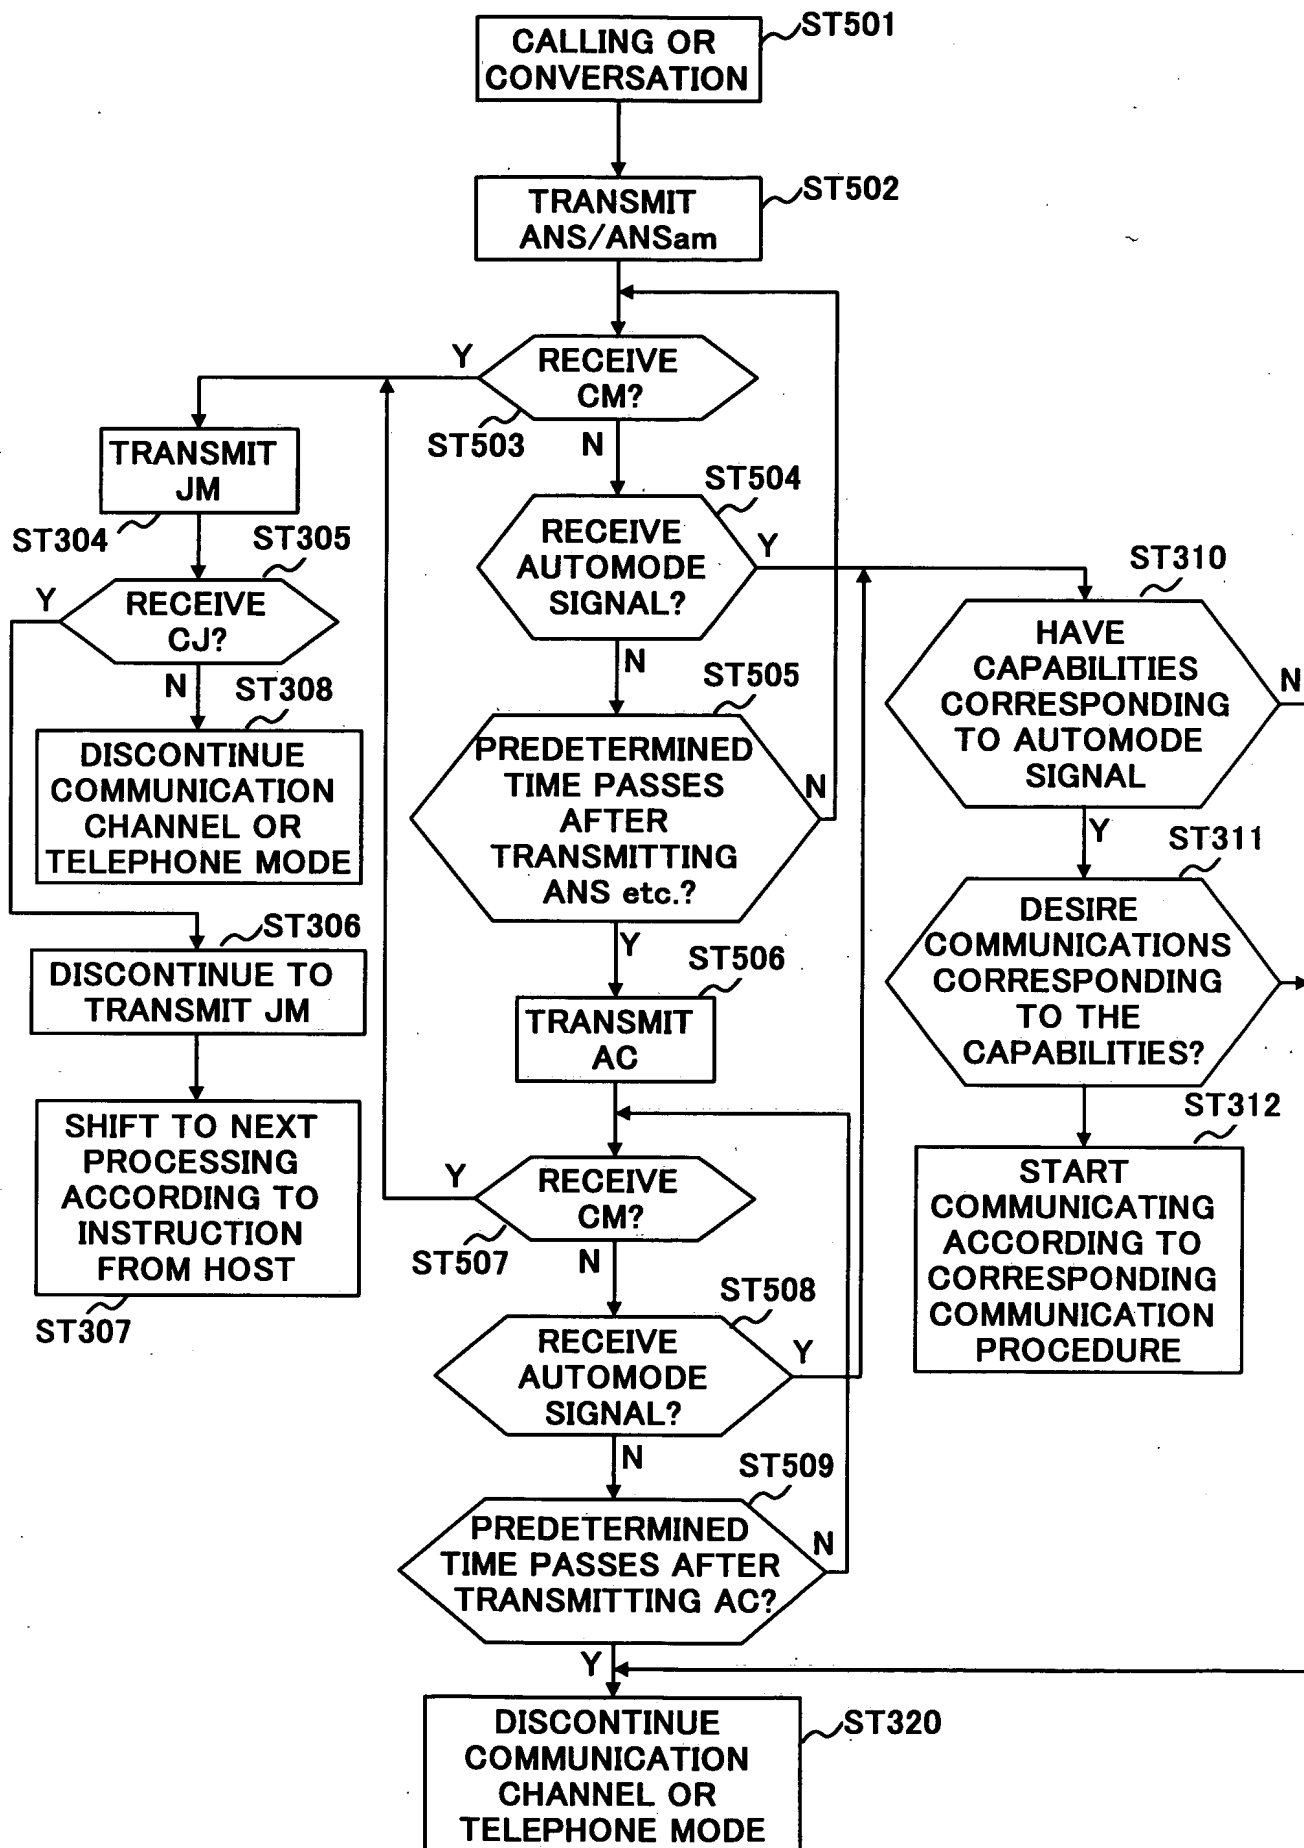 CALLING OR
CONVERSATION
ST501
TRANSMIT
ANS/ANSam
ST502
RECEIVE
CM?
Y
ST503
N
TRANSMIT
JM
ST304
RECEIVE
AUTOMODE
SIGNAL?
ST504
Y
N
RECEIVE
CJ?
ST305
Y
N
ST308
DISCONTINUE
COMMUNICATION
CHANNEL OR
TELEPHONE MODE
ST306
DISCONTINUE TO
TRANSMIT JM
SHIFT TO NEXT
PROCESSING
ACCORDING TO
INSTRUCTION
FROM HOST
ST307
ST505
PREDETERMINED
TIME PASSES
AFTER
TRANSMITTING
ANS etc.?
N
Y
ST506
TRANSMIT
AC
RECEIVE
CM?
Y
ST507
N
ST508
RECEIVE
AUTOMODE
SIGNAL?
Y
N
ST509
PREDETERMINED
TIME PASSES AFTER
TRANSMITTING AC?
N
Y
ST310
HAVE
CAPABILITIES
CORRESPONDING
TO AUTOMODE
SIGNAL
N
Y
ST311
DESIRE
COMMUNICATIONS
CORRESPONDING
TO THE
CAPABILITIES?
ST312
START
COMMUNICATING
ACCORDING TO
CORRESPONDING
COMMUNICATION
PROCEDURE
ST320
DISCONTINUE
COMMUNICATION
CHANNEL OR
TELEPHONE MODE